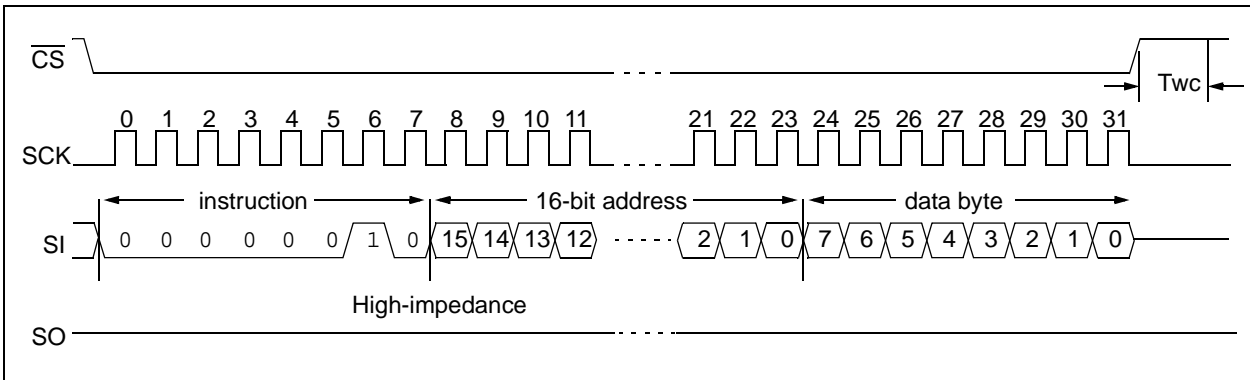 CS
Twc
0 1 2 3 4 5 6 7 8 9 10 11 21 22 23 24 25 26 27 28 29 30 31
SCK
instruction 16-bit address data byte
SI 0 0 0 0 0 0 1 0 15 14 13 12 2 1 0 7 6 5 4 3 2 1 0
High-impedance
SO